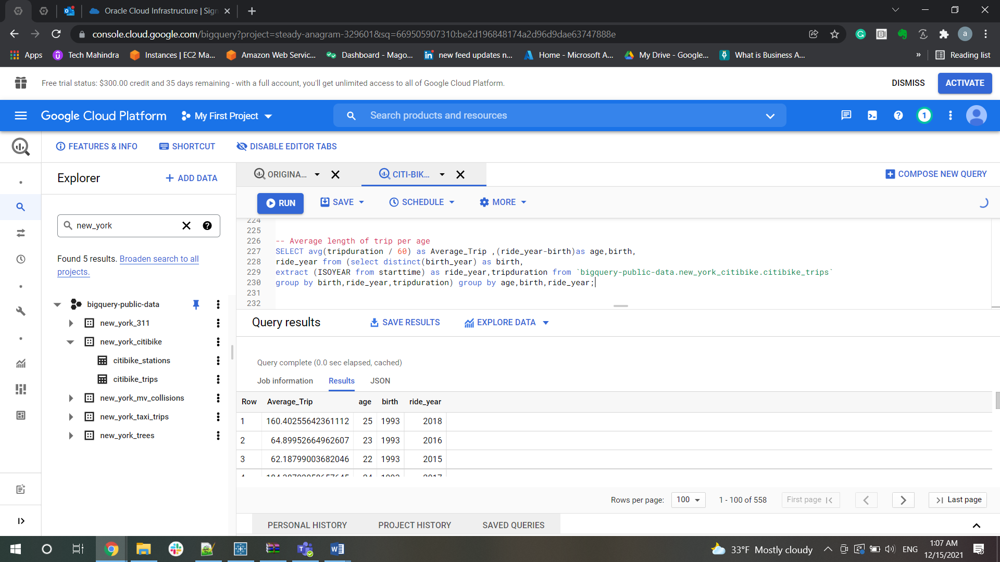 Oracle Cloud Infrastructure | Sign
console.cloud.google.com/bigquery?project=steady-anagram-329601&sq=669505907310:be2d196848174a2d96d9dae63747888e
Apps
Tech Mahindra
Instances | EC2 Ma...
Amazon Web Servic...
Dashboard - Mago...
new feed updates n...
Home - Microsoft A...
My Drive - Google...
What is Business A...
»
Reading list
Free trial status: $300.00 credit and 35 days remaining - with a full account, you'll get unlimited access to all of Google Cloud Platform.
DISMISS
ACTIVATE
Google Cloud Platform
My First Project
Search products and resources
1
FEATURES & INFO
SHORTCUT
DISABLE EDITOR TABS
Explorer
+ ADD DATA
ORIGINA...
CITI-BIK...
COMPOSE NEW QUERY
RUN
SAVE
SCHEDULE
MORE
new_york
Found 5 results. Broaden search to all
projects.
bigquery-public-data
new_york_311
new_york_citibike
citibike_stations
citibike_trips
new_york_mv_collisions
new_york_taxi_trips
new_york_trees
224
225
226 -- Average length of trip per age
227 SELECT avg(tripduration / 60) as Average_Trip ,(ride_year-birth)as age,birth,
228 ride_year from (select distinct(birth_year) as birth,
229 extract (ISOYEAR from starttime) as ride_year,tripduration from `bigquery-public-data.new_york_citibike.citibike_trips`
230 group by birth,ride_year,tripduration) group by age,birth,ride_year;
231
232
Query results
SAVE RESULTS
EXPLORE DATA
Query complete (0.0 sec elapsed, cached)
Job information
Results
JSON
Row Average_Trip age birth ride_year
1 160.40255642361112 25 1993 2018
2 64.89952664962607 23 1993 2016
3 62.18799003682046 22 1993 2015
Rows per page: 100 1 - 100 of 558 First page Last page
PERSONAL HISTORY
PROJECT HISTORY
SAVED QUERIES
33°F Mostly cloudy
ENG
1:07 AM
12/15/2021